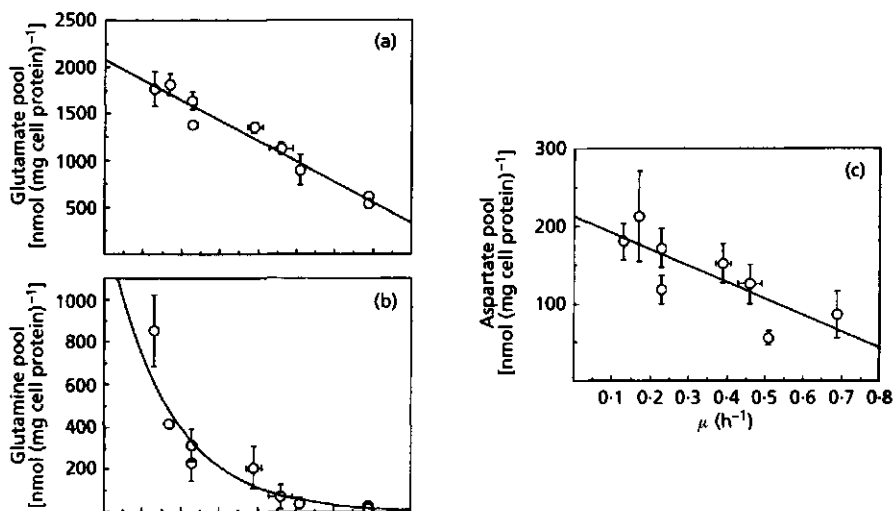 (a)
Glutamate pool
[nmol (mg cell protein)⁻¹]
2500
2000
1500
1000
500
(b)
Glutamine pool
[nmol (mg cell protein)⁻¹]
1000
800
600
400
200
(c)
Aspartate pool
[nmol (mg cell protein)⁻¹]
300
200
100
0·1 0·2 0·3 0·4 0·5 0·6 0·7 0·8
μ (h⁻¹)